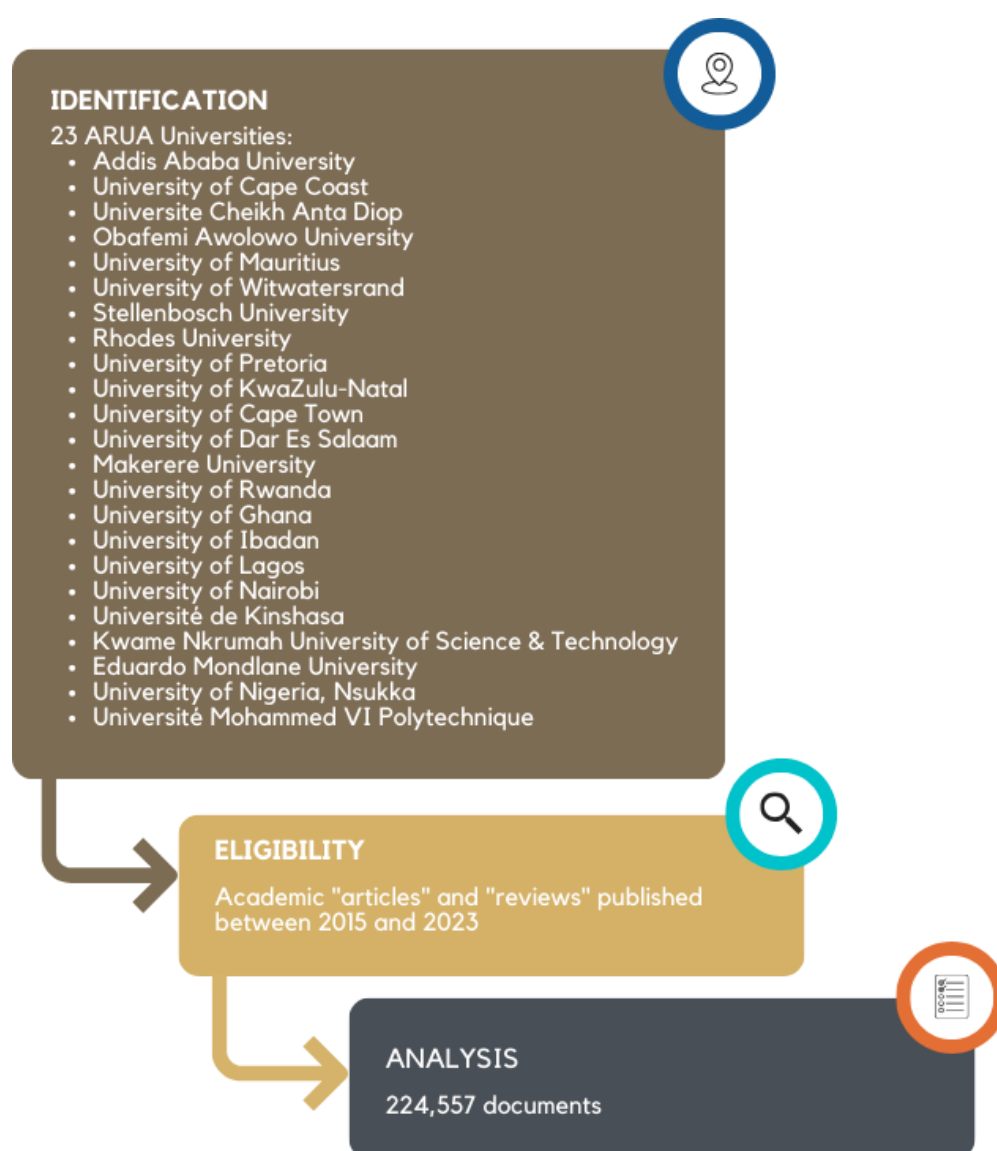 IDENTIFICATION
23 ARUA Universities:
• Addis Ababa University
• University of Cape Coast
• Universite Cheikh Anta Diop
• Obafemi Awolowo University
• University of Mauritius
• University of Witwatersrand
• Stellenbosch University
• Rhodes University
• University of Pretoria
• University of KwaZulu-Natal
• University of Cape Town
• University of Dar Es Salaam
• Makerere University
• University of Rwanda
• University of Ghana
• University of Ibadan
• University of Lagos
• University of Nairobi
• Université de Kinshasa
• Kwame Nkrumah University of Science & Technology
• Eduardo Mondlane University
• University of Nigeria, Nsukka
• Université Mohammed VI Polytechnique
ELIGIBILITY
Academic "articles" and "reviews" published
between 2015 and 2023
ANALYSIS
224,557 documents